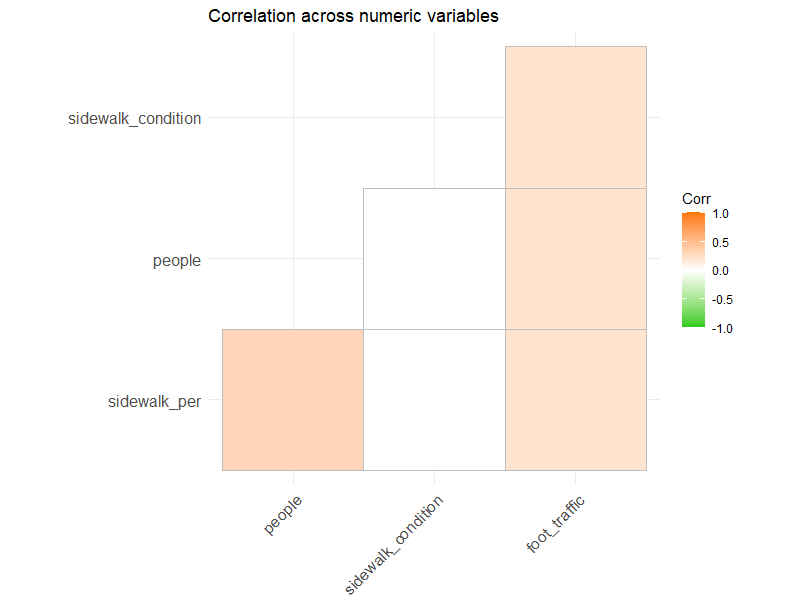 Correlation across numeric variables
sidewalk_condition
people
sidewalk_per
people
sidewalk_condition
foot_traffic
Corr
1.0
0.5
0.0
-0.5
-1.0